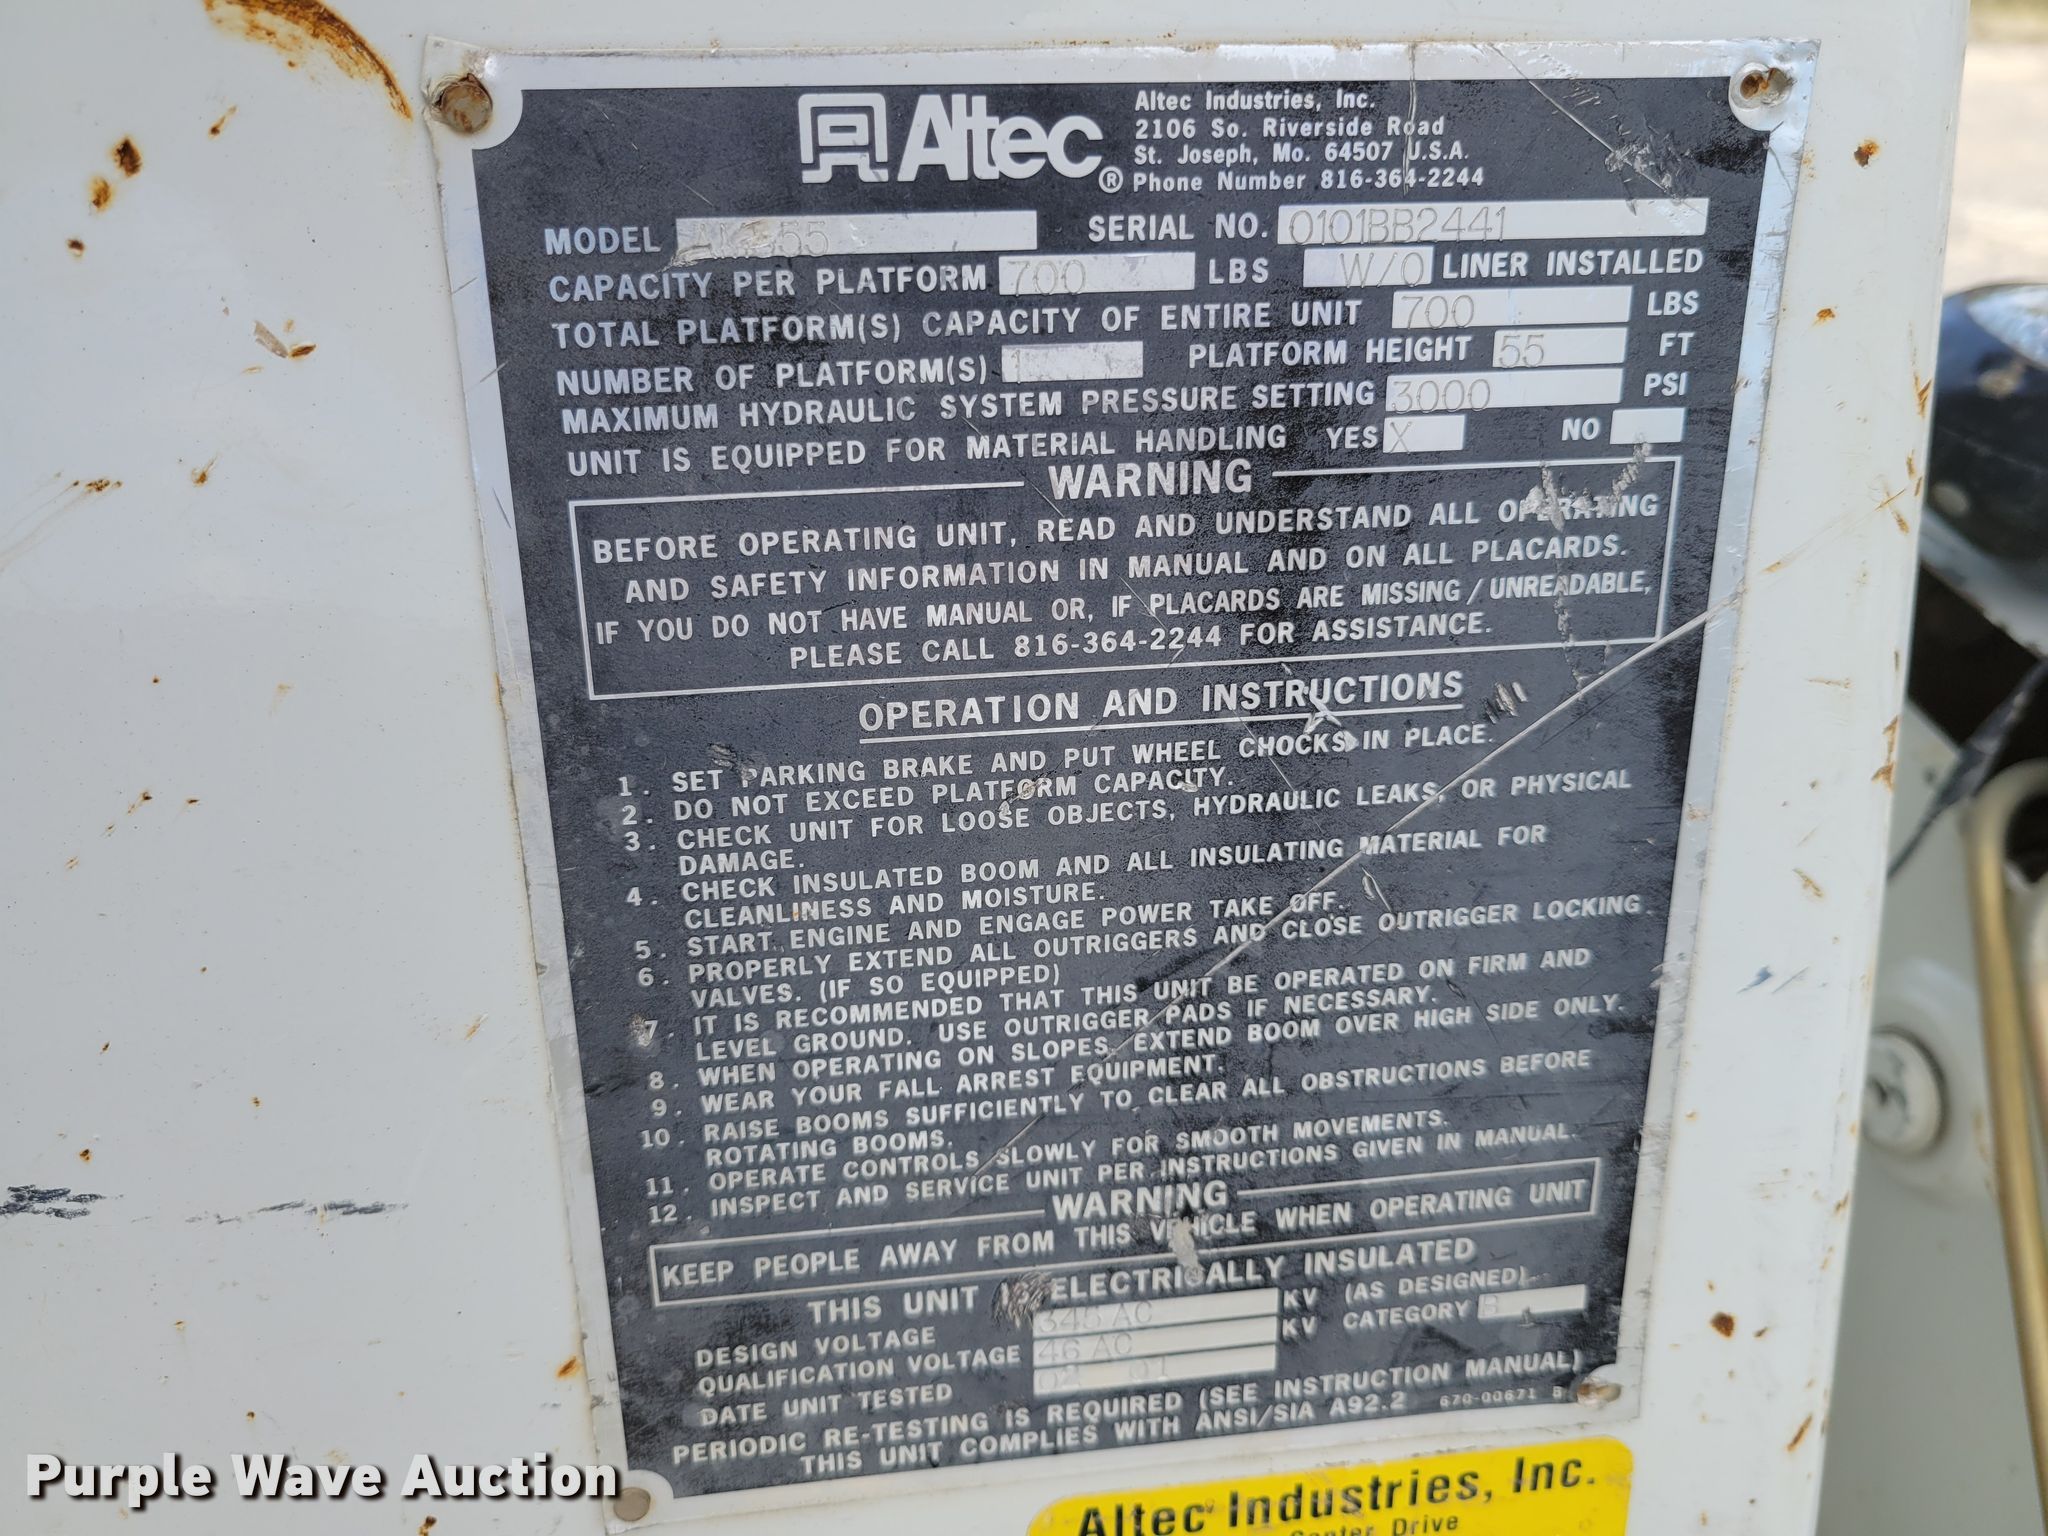 Altec®
Altec Industries, Inc.
2106 So. Riverside Road
St. Joseph, Mo. 64507 U.S.A.
Phone Number 816-364-2244
MODEL SERIAL NO. 0101BB2441
CAPACITY PER PLATFORM 700 LBS W/O LINER INSTALLED
TOTAL PLATFORM(S) CAPACITY OF ENTIRE UNIT 700 LBS
NUMBER OF PLATFORM(S) 1 PLATFORM HEIGHT 55 FT
MAXIMUM HYDRAULIC SYSTEM PRESSURE SETTING 3000 PSI
UNIT IS EQUIPPED FOR MATERIAL HANDLING YES X NO
WARNING
BEFORE OPERATING UNIT, READ AND UNDERSTAND ALL OPERATING
AND SAFETY INFORMATION IN MANUAL AND ON ALL PLACARDS.
IF YOU DO NOT HAVE MANUAL OR, IF PLACARDS ARE MISSING/UNREADABLE,
PLEASE CALL 816-364-2244 FOR ASSISTANCE.
OPERATION AND INSTRUCTIONS
1. SET PARKING BRAKE AND PUT WHEEL CHOCKS IN PLACE.
2. DO NOT EXCEED PLATFORM CAPACITY.
3. CHECK UNIT FOR LOOSE OBJECTS, HYDRAULIC LEAKS, OR PHYSICAL
DAMAGE.
4. CHECK INSULATED BOOM AND ALL INSULATING MATERIAL FOR
CLEANLINESS AND MOISTURE.
5. START ENGINE AND ENGAGE POWER TAKE OFF.
6. PROPERLY EXTEND ALL OUTRIGGERS AND CLOSE OUTRIGGER LOCKING
VALVES. (IF SO EQUIPPED)
7. IT IS RECOMMENDED THAT THIS UNIT BE OPERATED ON FIRM AND
LEVEL GROUND. USE OUTRIGGER PADS IF NECESSARY.
8. WHEN OPERATING ON SLOPES, EXTEND BOOM OVER HIGH SIDE ONLY.
9. WEAR YOUR FALL ARREST EQUIPMENT.
10. RAISE BOOMS SUFFICIENTLY TO CLEAR ALL OBSTRUCTIONS BEFORE
ROTATING BOOMS.
11. OPERATE CONTROLS SLOWLY FOR SMOOTH MOVEMENTS.
12. INSPECT AND SERVICE UNIT PER INSTRUCTIONS GIVEN IN MANUAL.
WARNING
KEEP PEOPLE AWAY FROM THIS VEHICLE WHEN OPERATING UNIT
THIS UNIT IS ELECTRICALLY INSULATED
DESIGN VOLTAGE 345 AC KV (AS DESIGNED)
QUALIFICATION VOLTAGE 46 AC KV CATEGORY B
DATE UNIT TESTED 01
PERIODIC RE-TESTING IS REQUIRED (SEE INSTRUCTION MANUAL)
THIS UNIT COMPLIES WITH ANSI/SIA A92.2 670-00671 B
Altec Industries, Inc.
Center Drive
Purple Wave Auction